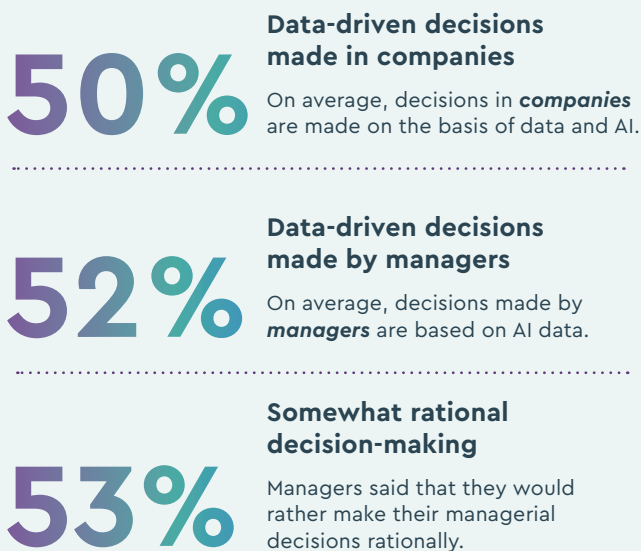 50%
Data-driven decisions
made in companies
On average, decisions in companies
are made on the basis of data and AI.
52%
Data-driven decisions
made by managers
On average, decisions made by
managers are based on AI data.
53%
Somewhat rational
decision-making
Managers said that they would
rather make their managerial
decisions rationally.